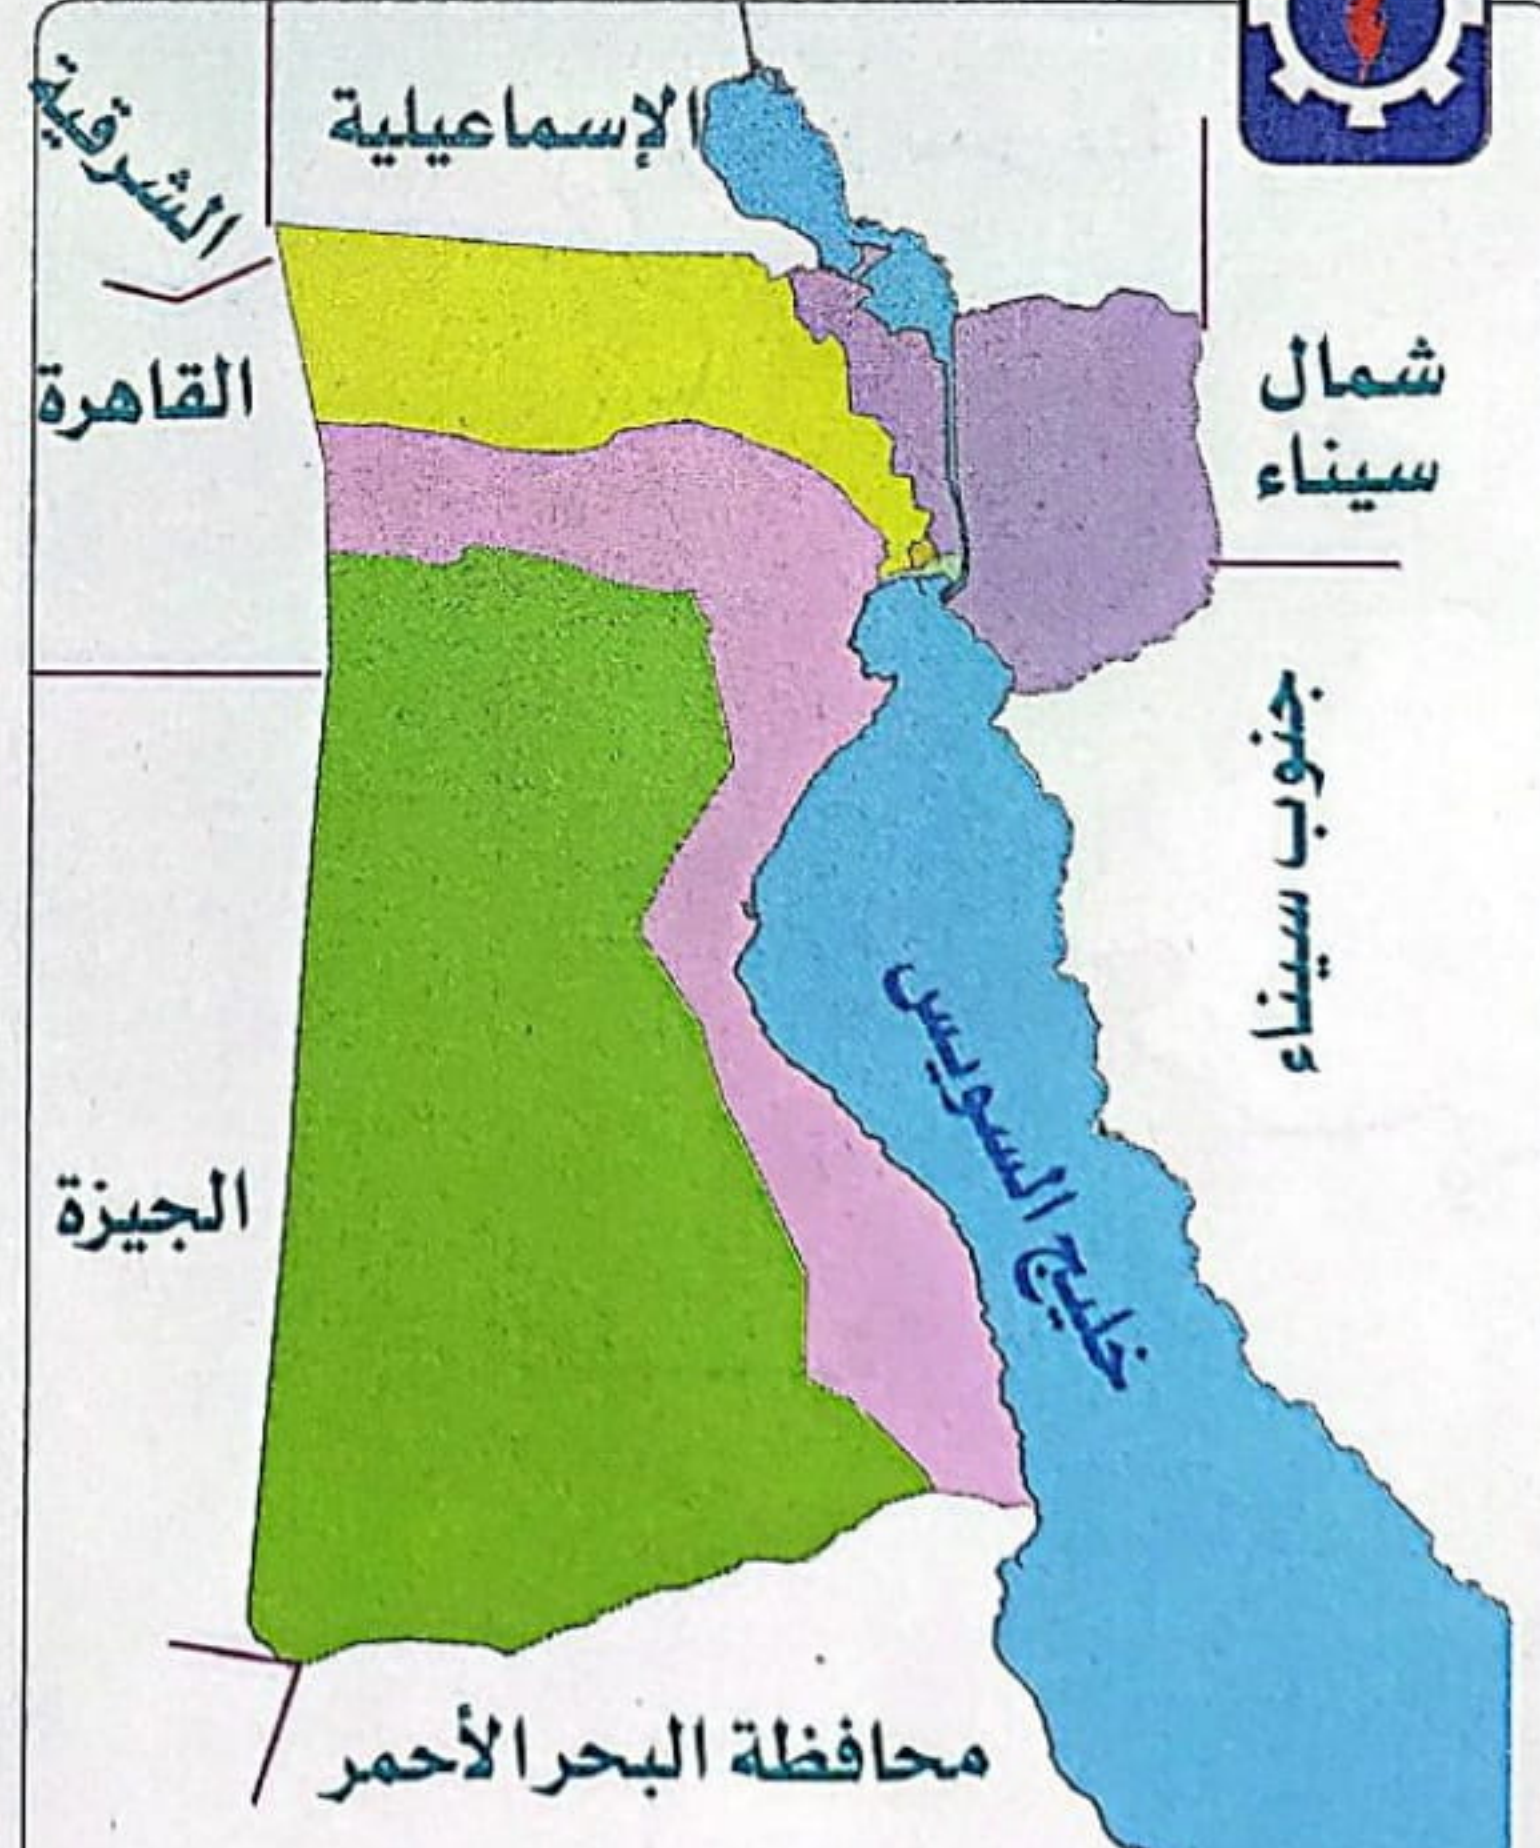 الإسماعيلية
الشرقية
القاهرة
شمال
سيناء
جنوب سيناء
خليج السويس
الجيزة
محافظة البحر الأحمر